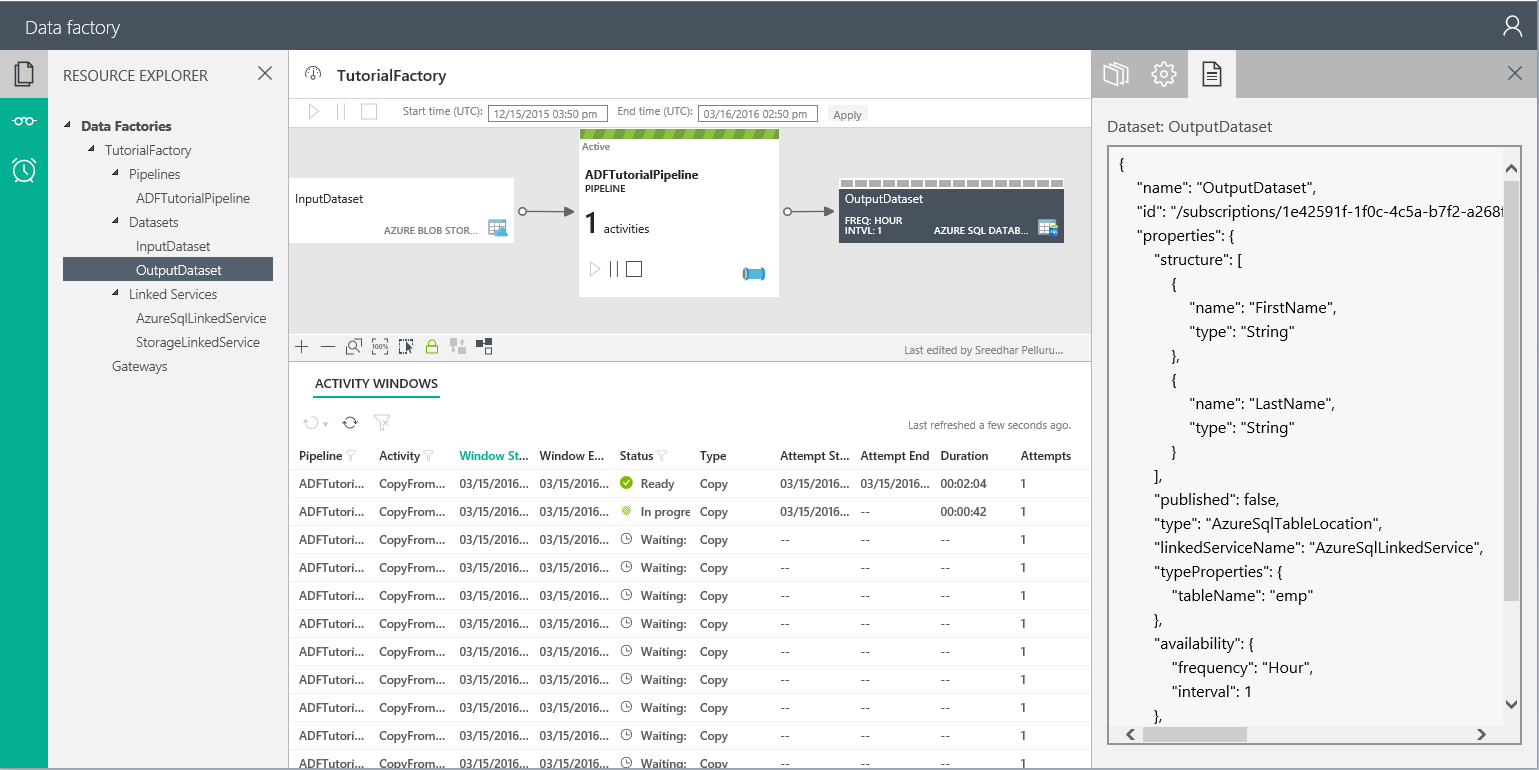 Data factory
RESOURCE EXPLORER
Data Factories
TutorialFactory
Pipelines
ADFTutorialPipeline
Datasets
InputDataset
OutputDataset
Linked Services
AzureSqlLinkedService
StorageLinkedService
Gateways
TutorialFactory
Start time (UTC): 12/15/2015 03:50 pm End time (UTC): 03/16/2016 02:50 pm Apply
InputDataset
AZURE BLOB STOR...
Active
ADFTutorialPipeline
PIPELINE
1 activities
OutputDataset
FREQ: HOUR
INTVL: 1 AZURE SQL DATAB...
100%
Last edited by Sreedhar Pelluru...
ACTIVITY WINDOWS
Last refreshed a few seconds ago.
Pipeline Activity Window St... Window E... Status Type Attempt St... Attempt End Duration Attempts
ADFTutori... CopyFrom... 03/15/2016... 03/15/2016... Ready Copy 03/15/2016... 03/15/2016... 00:02:04 1
ADFTutori... CopyFrom... 03/15/2016... 03/15/2016... In progre Copy 03/15/2016... -- 00:00:42 1
ADFTutori... CopyFrom... 03/15/2016... 03/15/2016... Waiting: Copy -- -- -- 1
ADFTutori... CopyFrom... 03/15/2016... 03/15/2016... Waiting: Copy -- -- -- 1
ADFTutori... CopyFrom... 03/15/2016... 03/15/2016... Waiting: Copy -- -- -- 1
ADFTutori... CopyFrom... 03/15/2016... 03/15/2016... Waiting: Copy -- -- -- 1
ADFTutori... CopyFrom... 03/15/2016... 03/15/2016... Waiting: Copy -- -- -- 1
ADFTutori... CopyFrom... 03/15/2016... 03/15/2016... Waiting: Copy -- -- -- 1
ADFTutori... CopyFrom... 03/15/2016... 03/15/2016... Waiting: Copy -- -- -- 1
ADFTutori... CopyFrom... 03/15/2016... 03/15/2016... Waiting: Copy -- -- -- 1
ADFTutori... CopyFrom... 03/15/2016... 03/15/2016... Waiting: Copy -- -- -- 1
Dataset: OutputDataset
{
"name": "OutputDataset",
"id": "/subscriptions/1e42591f-1f0c-4c5a-b7f2-a268f
"properties": {
"structure": [
{
"name": "FirstName",
"type": "String"
},
{
"name": "LastName",
"type": "String"
}
],
"published": false,
"type": "AzureSqlTableLocation",
"linkedServiceName": "AzureSqlLinkedService",
"typeProperties": {
"tableName": "emp"
},
"availability": {
"frequency": "Hour",
"interval": 1
},